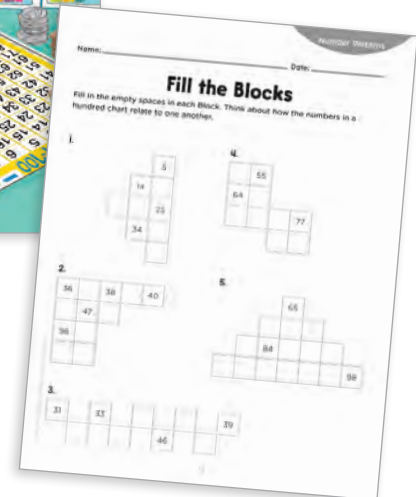 Number Patterns
Name:
Date:
Fill the Blocks
Fill in the empty spaces in each Block. Think about how the numbers in a
hundred chart relate to one another.
1.
5
14
25
34
4.
55
64
77
2.
36 38 40
47
56
5.
65
84
98
3.
31 33 39
46